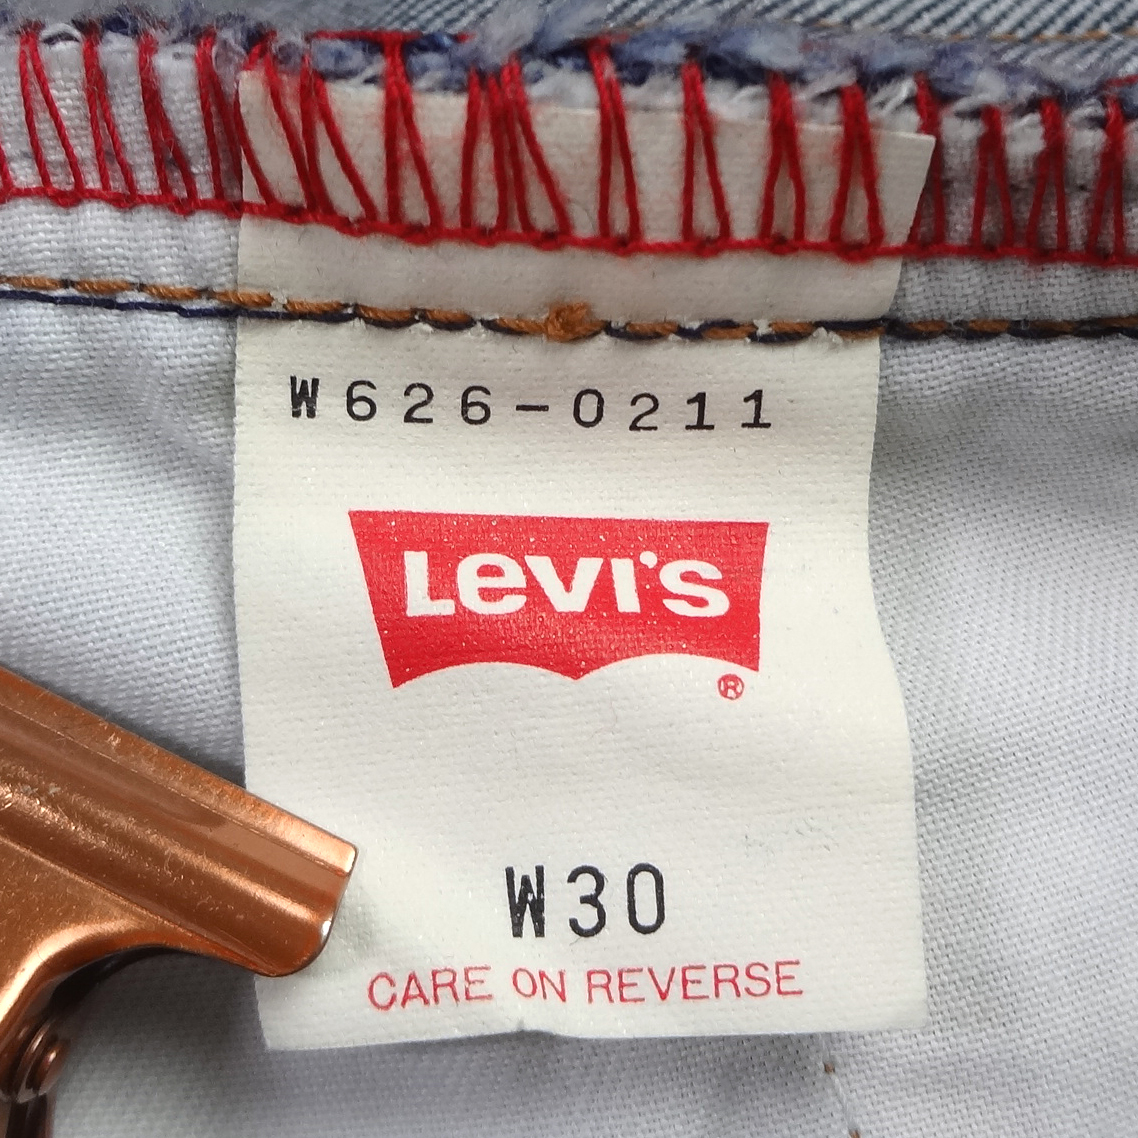 W626-0211
Levi's
®
W30
CARE ON REVERSE